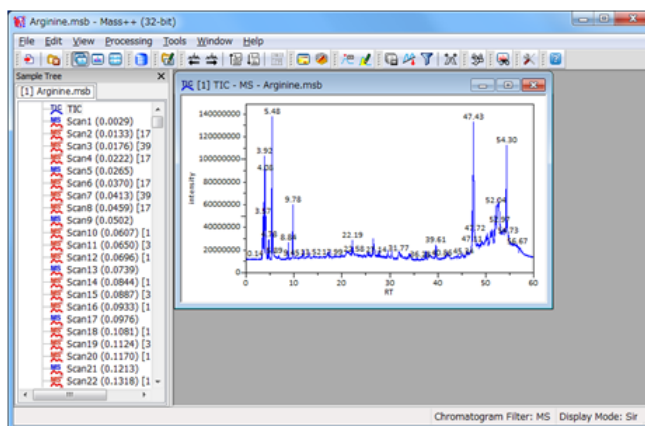 Arginine.msb - Mass++ (32-bit)
File Edit View Processing Tools Window Help
Sample Tree
[1] Arginine.msb
TIC
Scan1 (0.0029)
Scan2 (0.0133) [17
Scan3 (0.0176) [39
Scan4 (0.0222) [17
Scan5 (0.0265)
Scan6 (0.0370) [17
Scan7 (0.0413) [39
Scan8 (0.0459) [17
Scan9 (0.0502)
Scan10 (0.0607) [1
Scan11 (0.0650) [3
Scan12 (0.0696) [1
Scan13 (0.0739)
Scan14 (0.0844) [1
Scan15 (0.0887) [3
Scan16 (0.0933) [1
Scan17 (0.0976)
Scan18 (0.1081) [1
Scan19 (0.1124) [3
Scan20 (0.1170) [1
Scan21 (0.1213)
Scan22 (0.1318) [1
[1] TIC - MS - Arginine.msb
intensity
140000000
120000000
100000000
80000000
60000000
40000000
20000000
0
5.48
47.43
3.92
4.08
54.30
3.57
9.78
52.04
4.78
8.84
22.19
39.61
47.72
0 10 20 30 40 50 60
RT
Chromatogram Filter: MS Display Mode: Sir